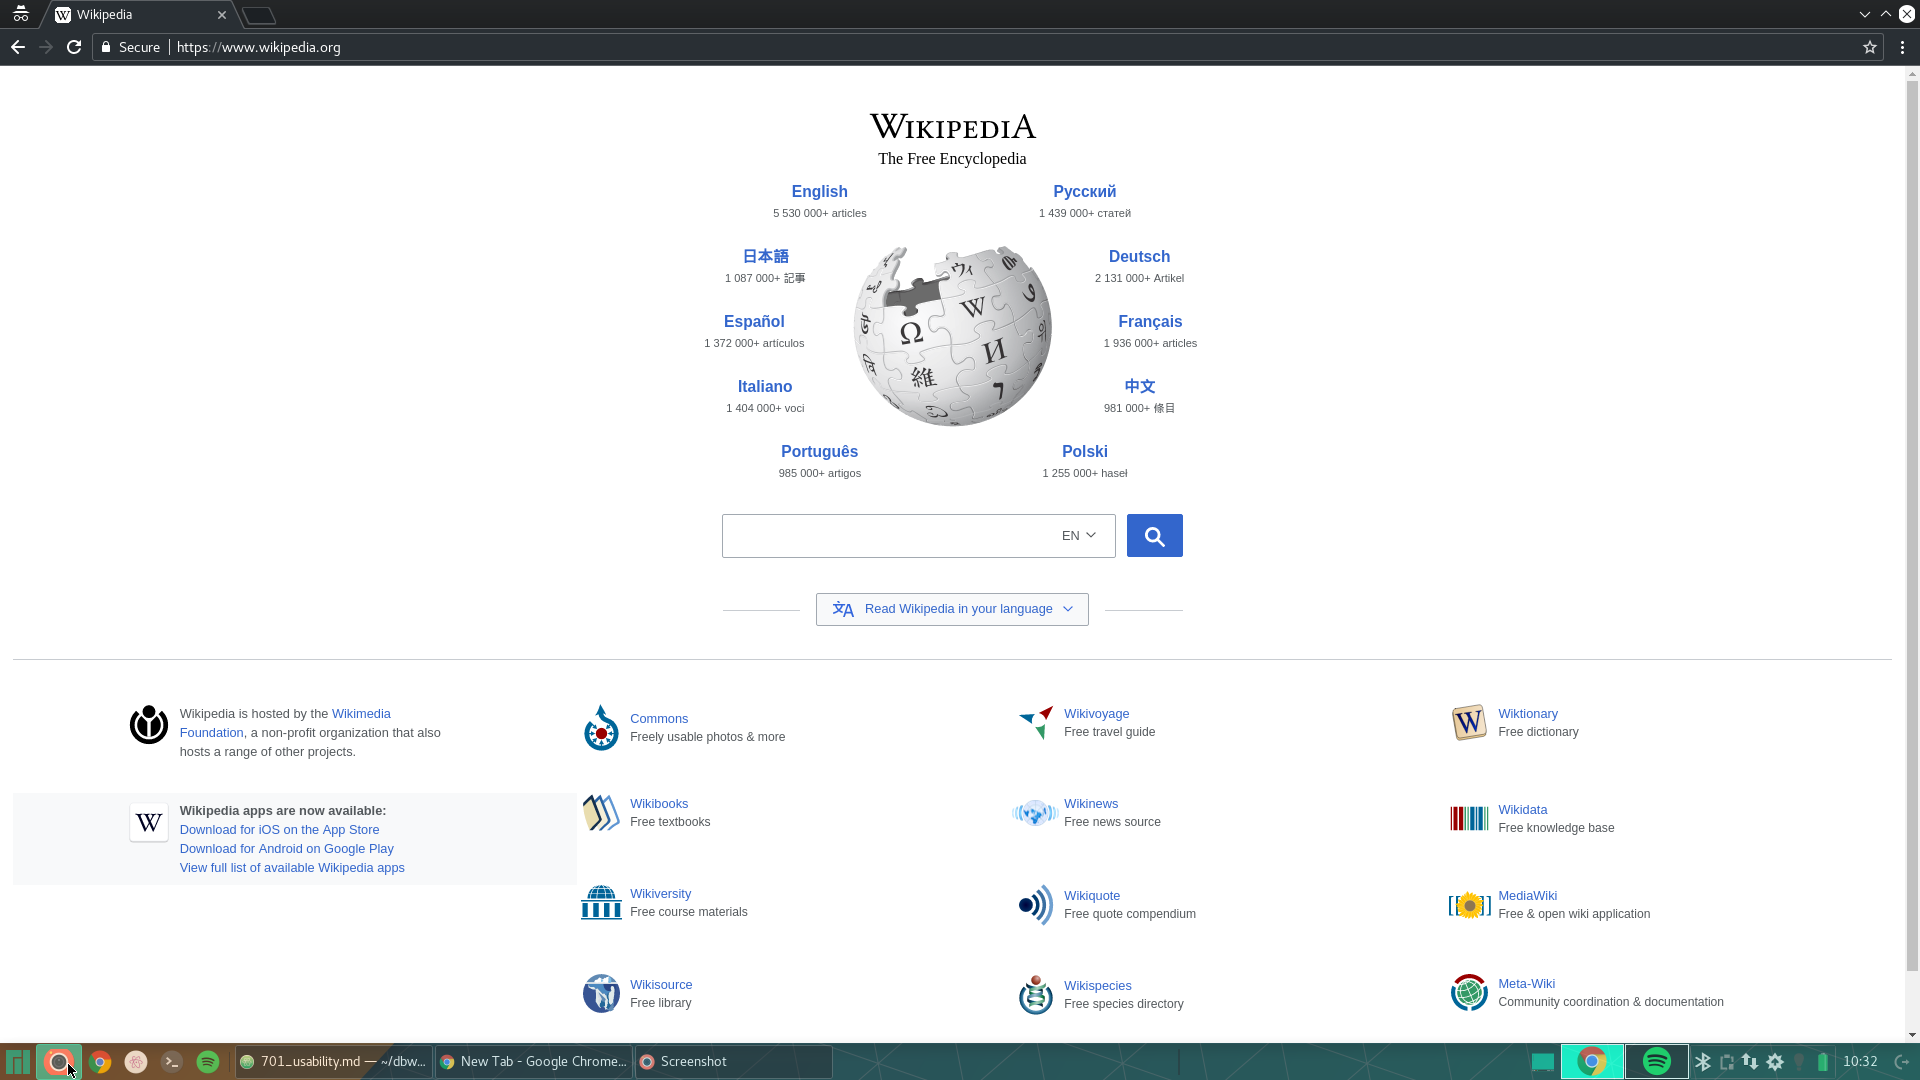 Wikipedia
Secure | https://www.wikipedia.org
WIKIPEDIA
The Free Encyclopedia
English
5 530 000+ articles
Русский
1 439 000+ статей
日本語
1 087 000+ 記事
Deutsch
2 131 000+ Artikel
Español
1 372 000+ artículos
Français
1 936 000+ articles
Italiano
1 404 000+ voci
中文
981 000+ 條目
Português
985 000+ artigos
Polski
1 255 000+ haseł
Ω
W
И
維
ウィ
EN
Read Wikipedia in your language
Wikipedia is hosted by the Wikimedia
Foundation, a non-profit organization that also
hosts a range of other projects.
Wikipedia apps are now available:
Download for iOS on the App Store
Download for Android on Google Play
View full list of available Wikipedia apps
Commons
Freely usable photos & more
Wikivoyage
Free travel guide
Wiktionary
Free dictionary
Wikibooks
Free textbooks
Wikinews
Free news source
Wikidata
Free knowledge base
Wikiversity
Free course materials
Wikiquote
Free quote compendium
MediaWiki
Free & open wiki application
Wikisource
Free library
Wikispecies
Free species directory
Meta-Wiki
Community coordination & documentation
701_usability.md — ~/dbw...
New Tab - Google Chrome...
Screenshot
10:32